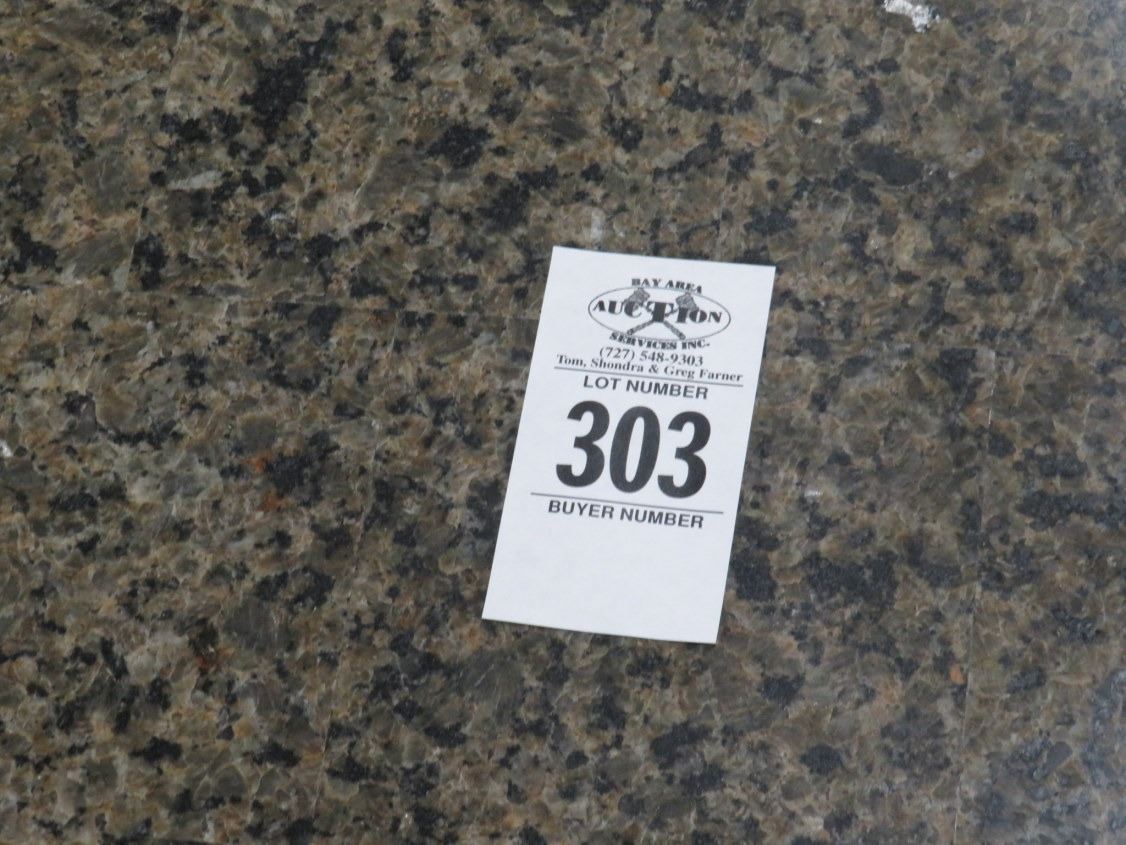 BAY AREA
AUCTION
SERVICES INC.
(727) 548-9303
Tom, Shondra & Greg Farner
LOT NUMBER
303
BUYER NUMBER